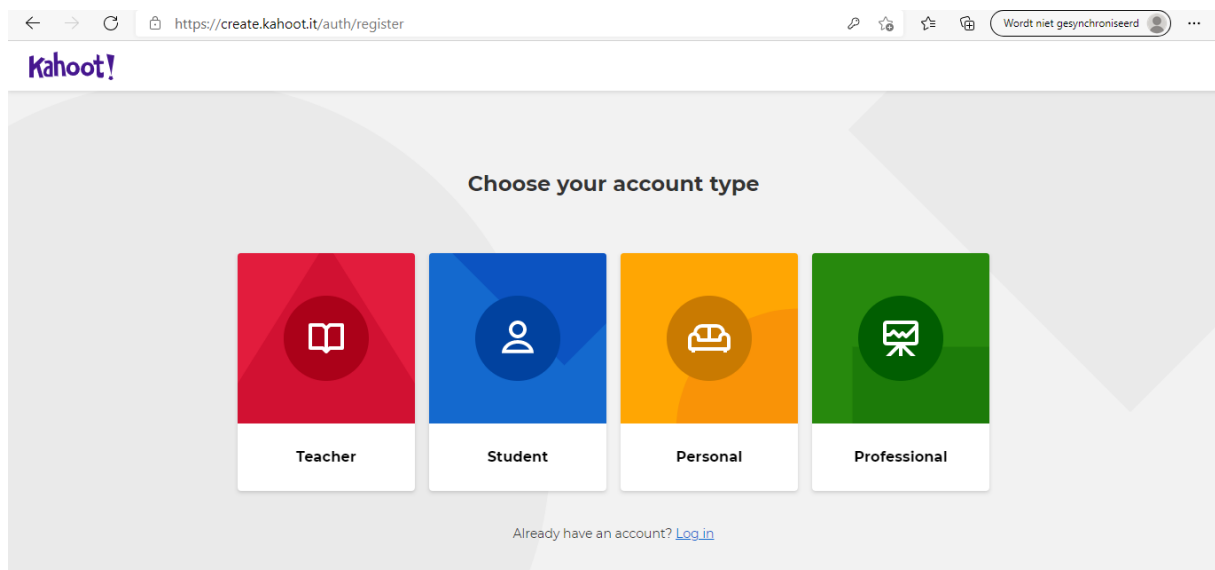 https://create.kahoot.it/auth/register
Wordt niet gesynchroniseerd
Kahoot!
Choose your account type
Teacher
Student
Personal
Professional
Already have an account? Log in